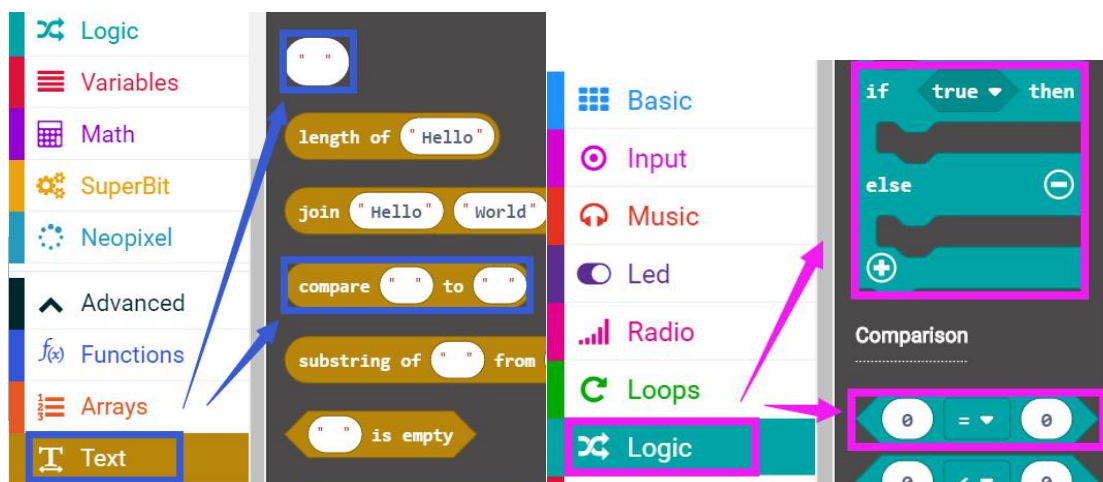 Logic
Variables
Math
SuperBit
Neopixel
Advanced
f(x) Functions
Arrays
Text
" "
length of "Hello"
join "Hello" "World"
compare " " to " "
substring of " " from
" " is empty
Basic
Input
Music
Led
Radio
Loops
Logic
if true then
else
Comparison
0 = 0